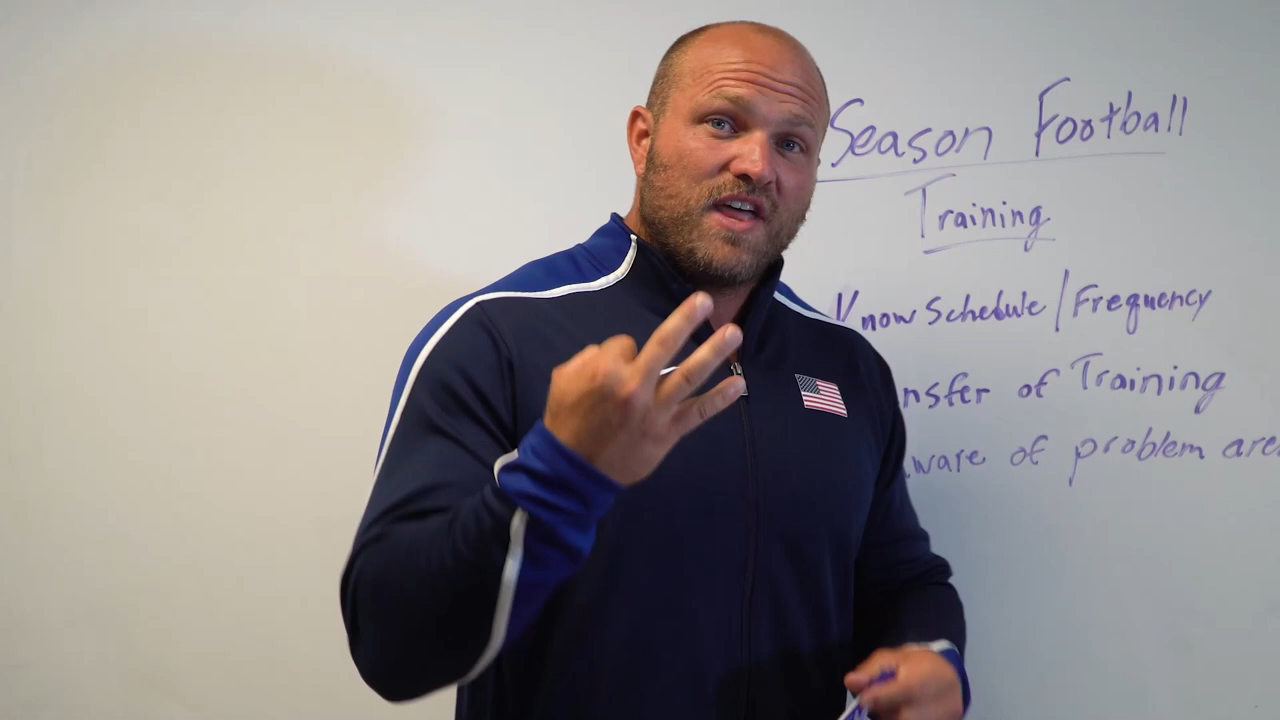 Season Football
Training
Know Schedule/Frequency
nsfer of Training
ware of problem are